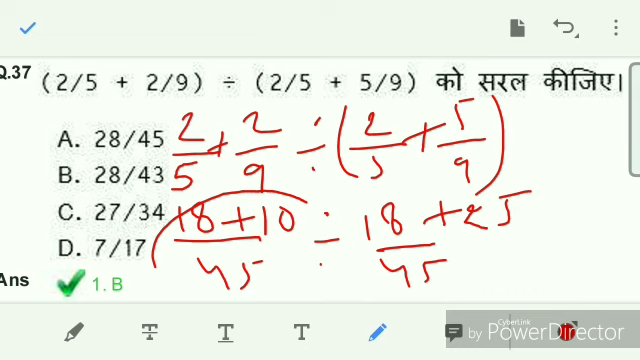 Q.37
(2/5 + 2/9) ÷ (2/5 + 5/9) को सरल कीजिए।
A. 28/45
B. 28/43
C. 27/34
D. 7/17
Ans
1. B
2/5 + 2/9 ÷ (2/5 + 5/9)
18+10/45 ÷ 18+25/45
T T T
CyberLink
by PowerDirector